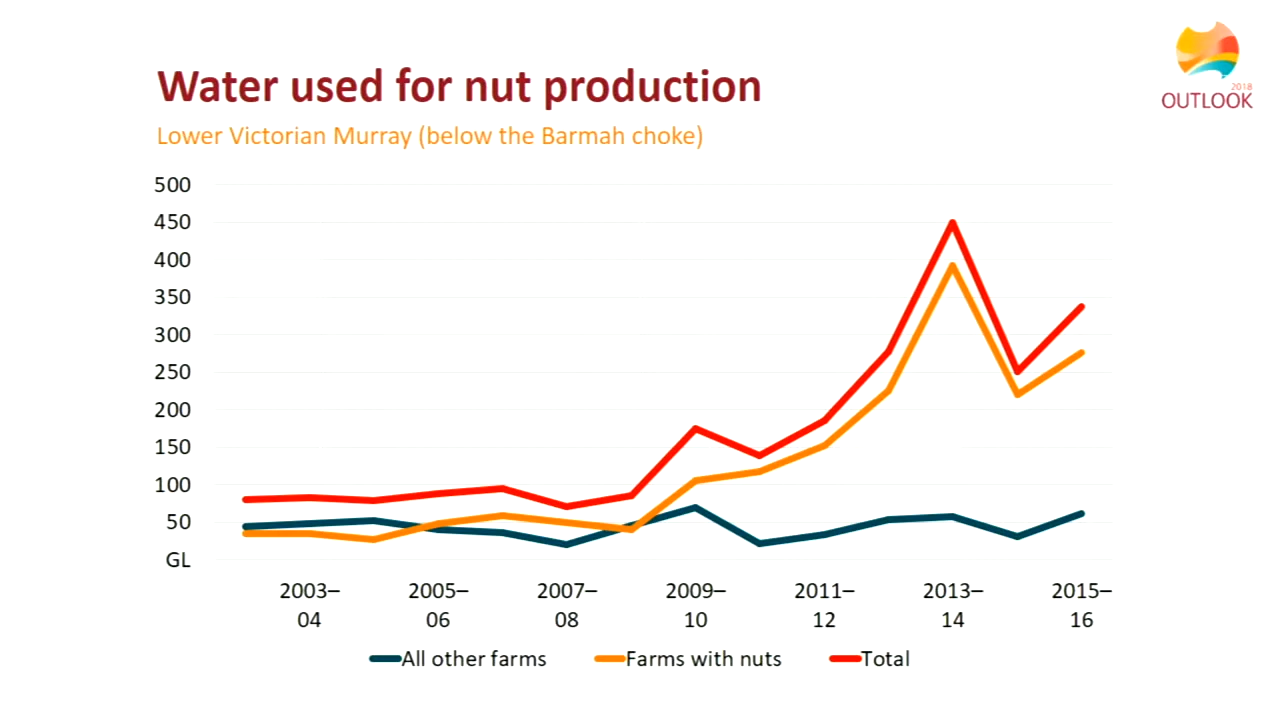 2018
OUTLOOK
Water used for nut production
Lower Victorian Murray (below the Barmah choke)
500
450
400
350
300
250
200
150
100
50
GL
2003– 2005– 2007– 2009– 2011– 2013– 2015–
04 06 08 10 12 14 16
All other farms Farms with nuts Total